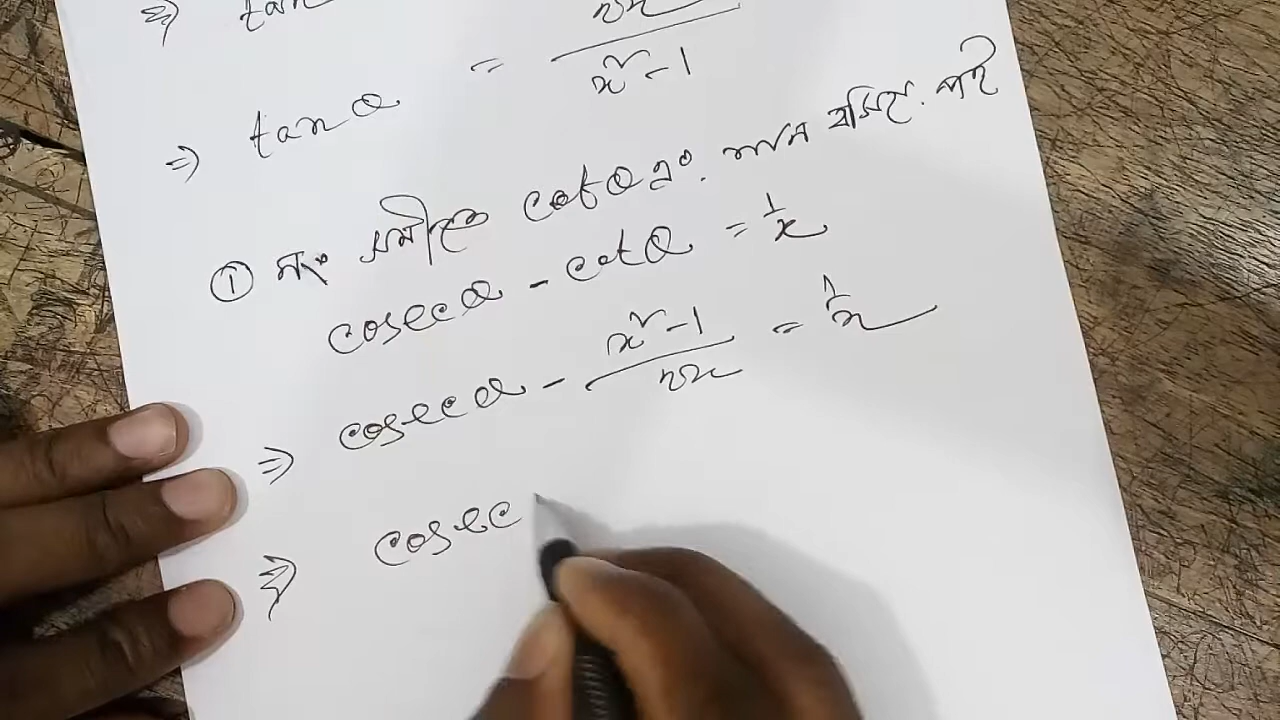 ⇒ tan
⇒ tanθ = 2x / x²-1
① নং সমীতে cotθ এর মান বসিয়ে পাই
cosecθ - cotθ = 1/x
⇒ cosecθ - x²-1 / 2x = 1/x
⇒ cosec